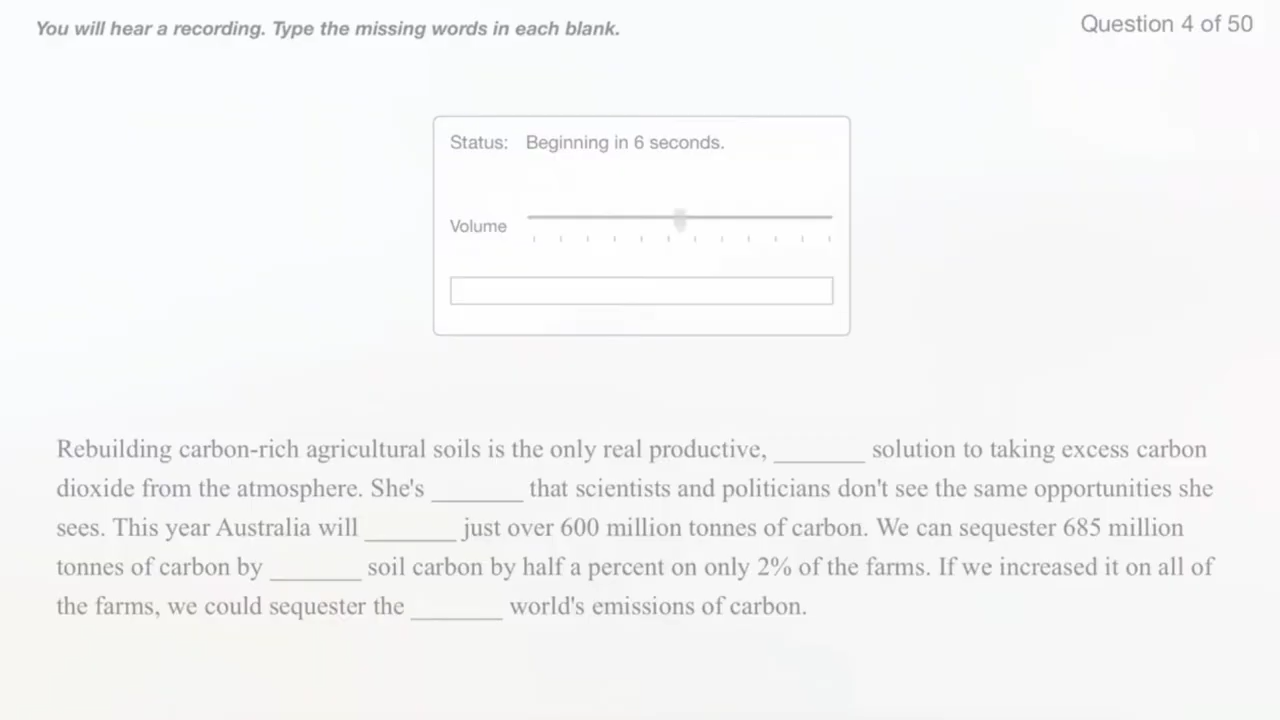 You will hear a recording. Type the missing words in each blank.
Question 4 of 50
Status: Beginning in 6 seconds.
Volume
Rebuilding carbon-rich agricultural soils is the only real productive, _______ solution to taking excess carbon
dioxide from the atmosphere. She's _______ that scientists and politicians don't see the same opportunities she
sees. This year Australia will _______ just over 600 million tonnes of carbon. We can sequester 685 million
tonnes of carbon by _______ soil carbon by half a percent on only 2% of the farms. If we increased it on all of
the farms, we could sequester the _______ world's emissions of carbon.